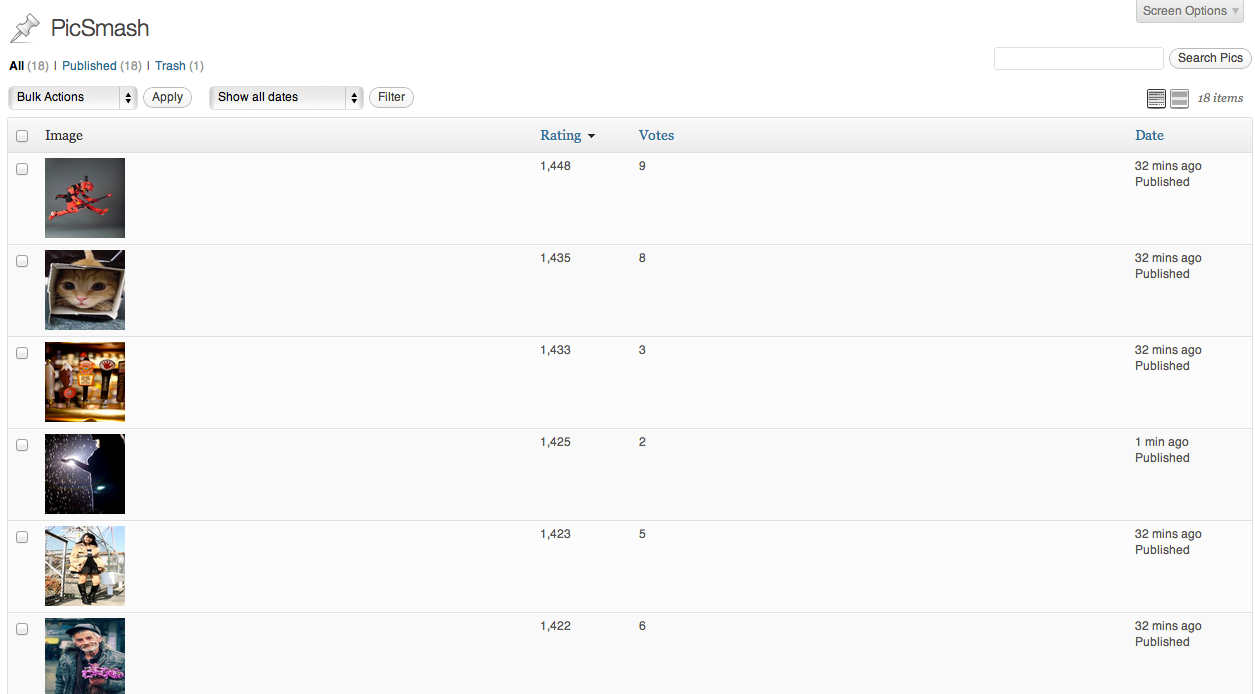 Screen Options
PicSmash
All (18) | Published (18) | Trash (1)
Search Pics
Bulk Actions Apply Show all dates Filter 18 items
Image Rating Votes Date
1,448 9 32 mins ago
Published
1,435 8 32 mins ago
Published
1,433 3 32 mins ago
Published
1,425 2 1 min ago
Published
1,423 5 32 mins ago
Published
1,422 6 32 mins ago
Published